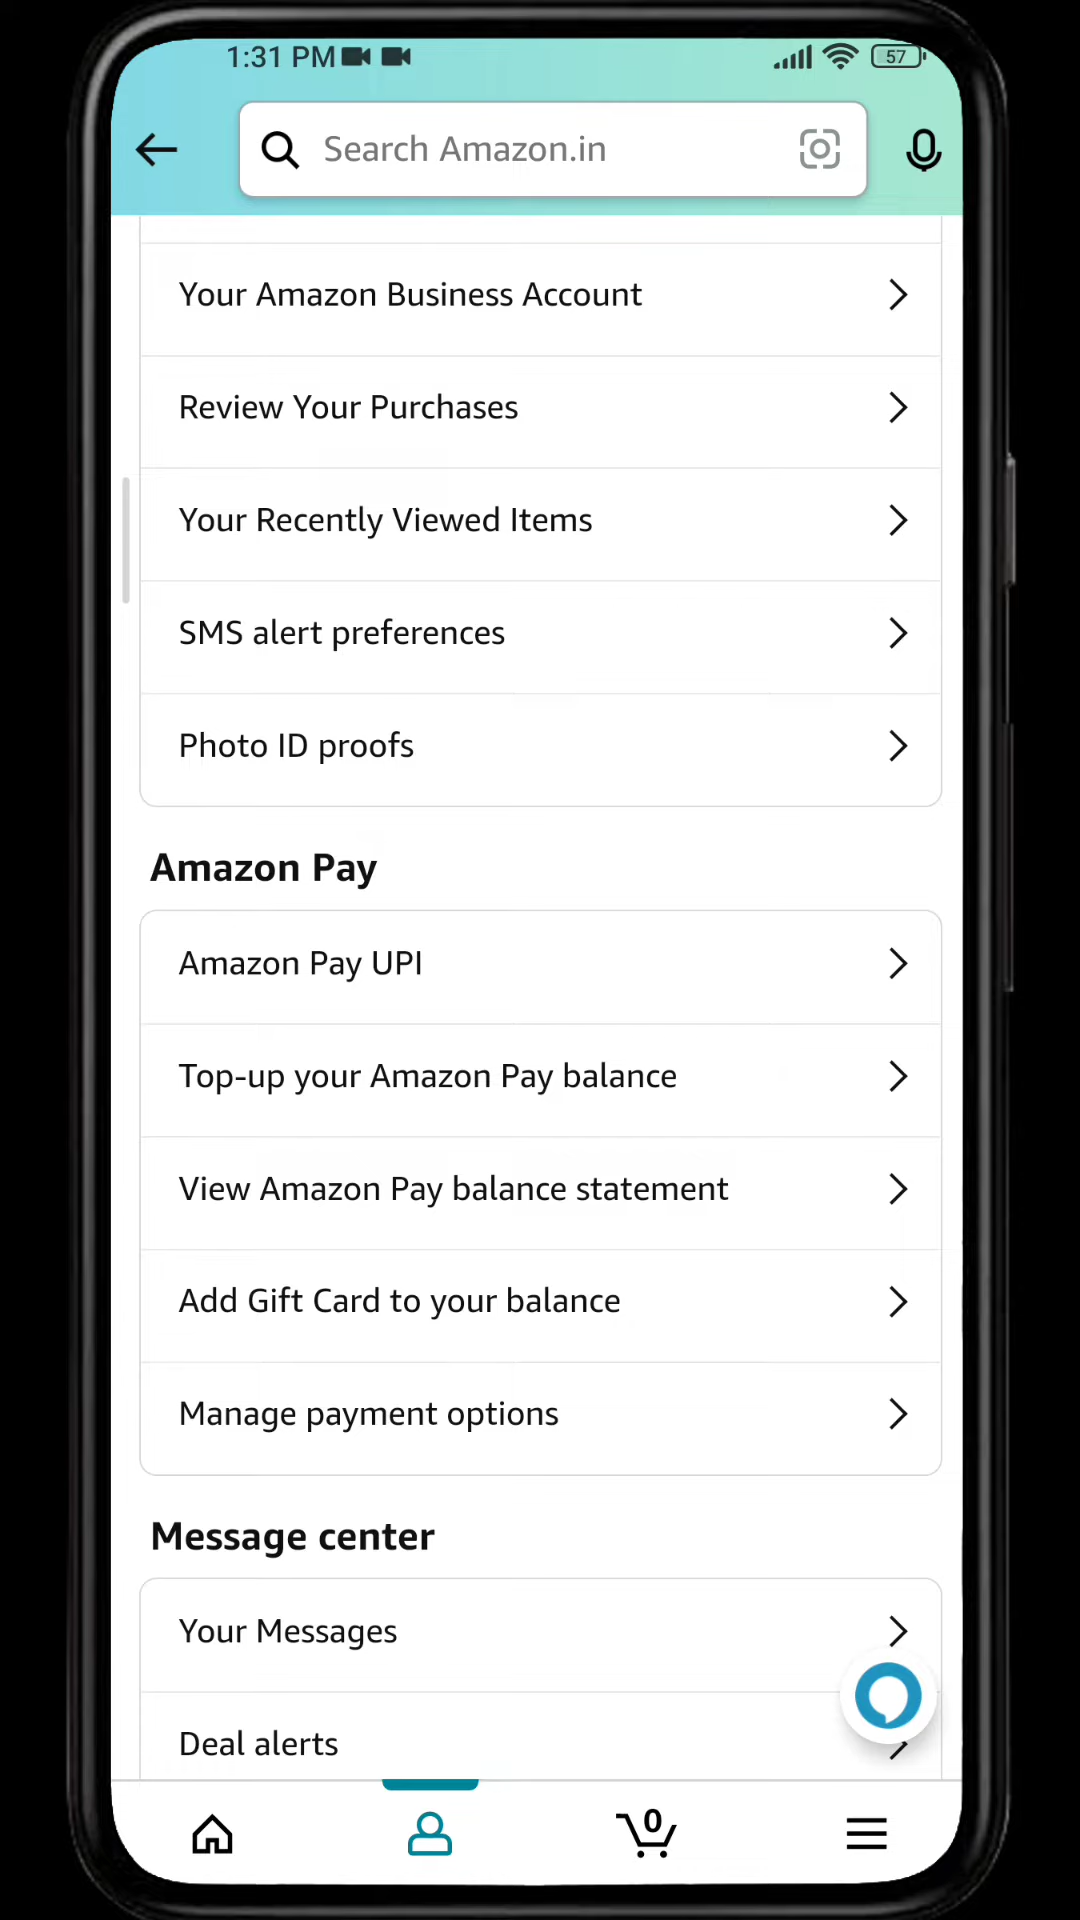 1:31 PM
57
Search Amazon.in
Your Amazon Business Account
Review Your Purchases
Your Recently Viewed Items
SMS alert preferences
Photo ID proofs
Amazon Pay
Amazon Pay UPI
Top-up your Amazon Pay balance
View Amazon Pay balance statement
Add Gift Card to your balance
Manage payment options
Message center
Your Messages
Deal alerts
0